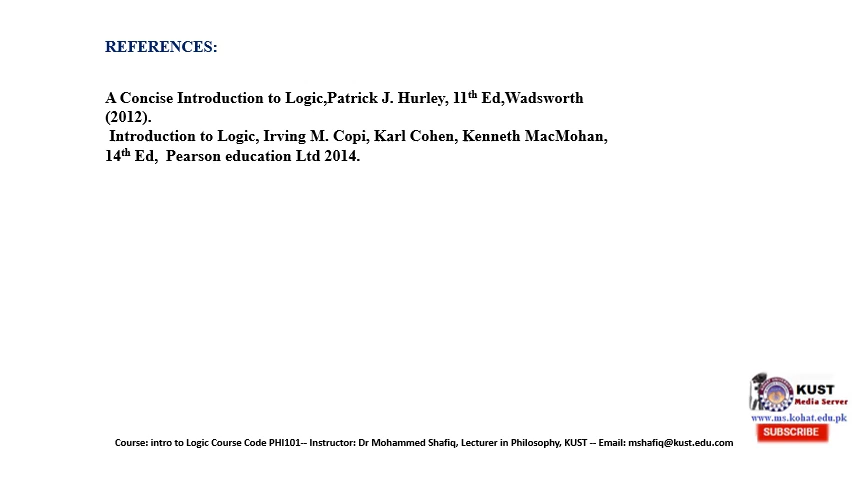 REFERENCES:
A Concise Introduction to Logic,Patrick J. Hurley, 11th Ed,Wadsworth
(2012).
Introduction to Logic, Irving M. Copi, Karl Cohen, Kenneth MacMohan,
14th Ed, Pearson education Ltd 2014.
KUST
Media Server
www.ms.kohat.edu.pk
SUBSCRIBE
Course: intro to Logic Course Code PHI101-- Instructor: Dr Mohammed Shafiq, Lecturer in Philosophy, KUST -- Email: mshafiq@kust.edu.com